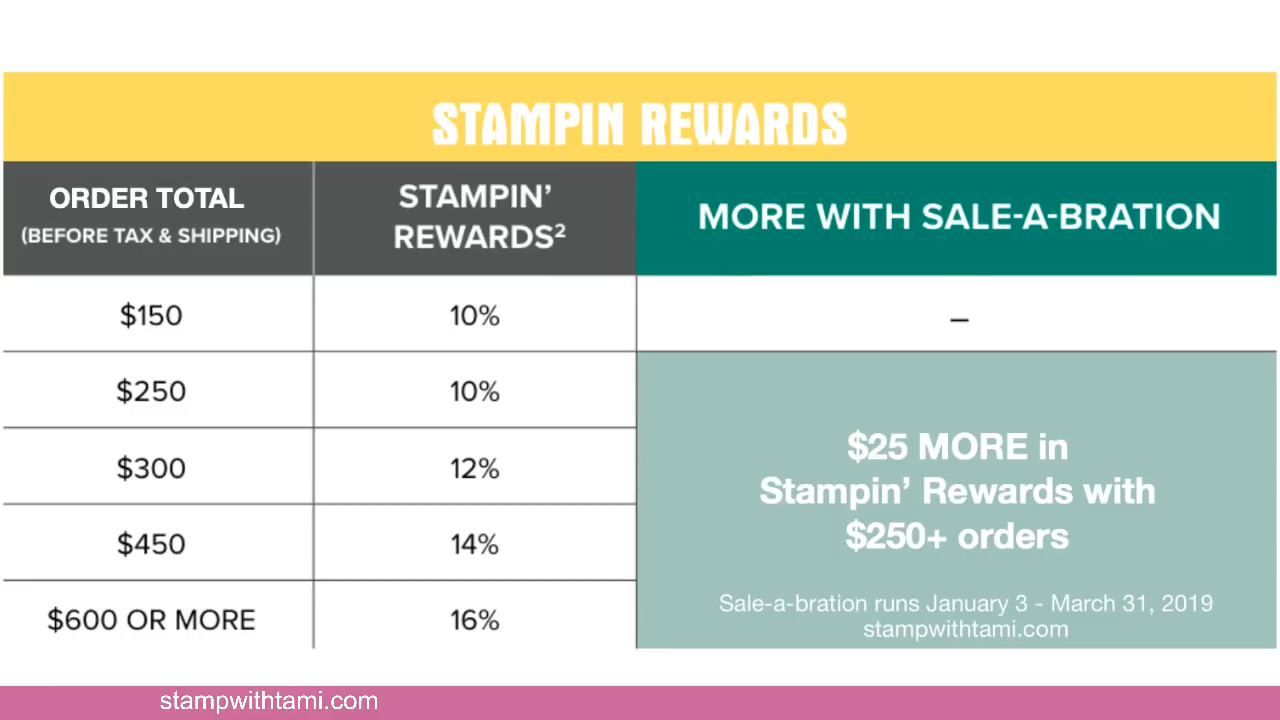 STAMPIN REWARDS
ORDER TOTAL
(BEFORE TAX & SHIPPING)
STAMPIN’
REWARDS²
MORE WITH SALE-A-BRATION
$150
10%
–
$250
10%
$300
12%
$450
14%
$600 OR MORE
16%
$25 MORE in
Stampin’ Rewards with
$250+ orders
Sale-a-bration runs January 3 - March 31, 2019
stampwithtami.com
stampwithtami.com